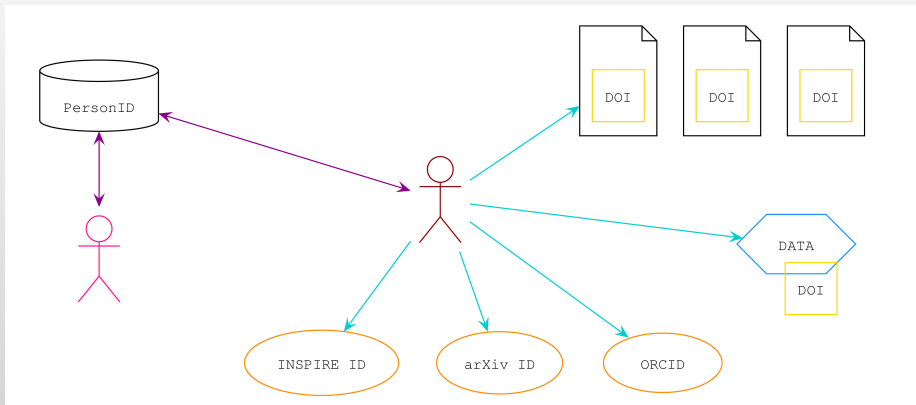 PersonID
DOI
DOI
DOI
DATA
DOI
INSPIRE ID
arXiv ID
ORCID